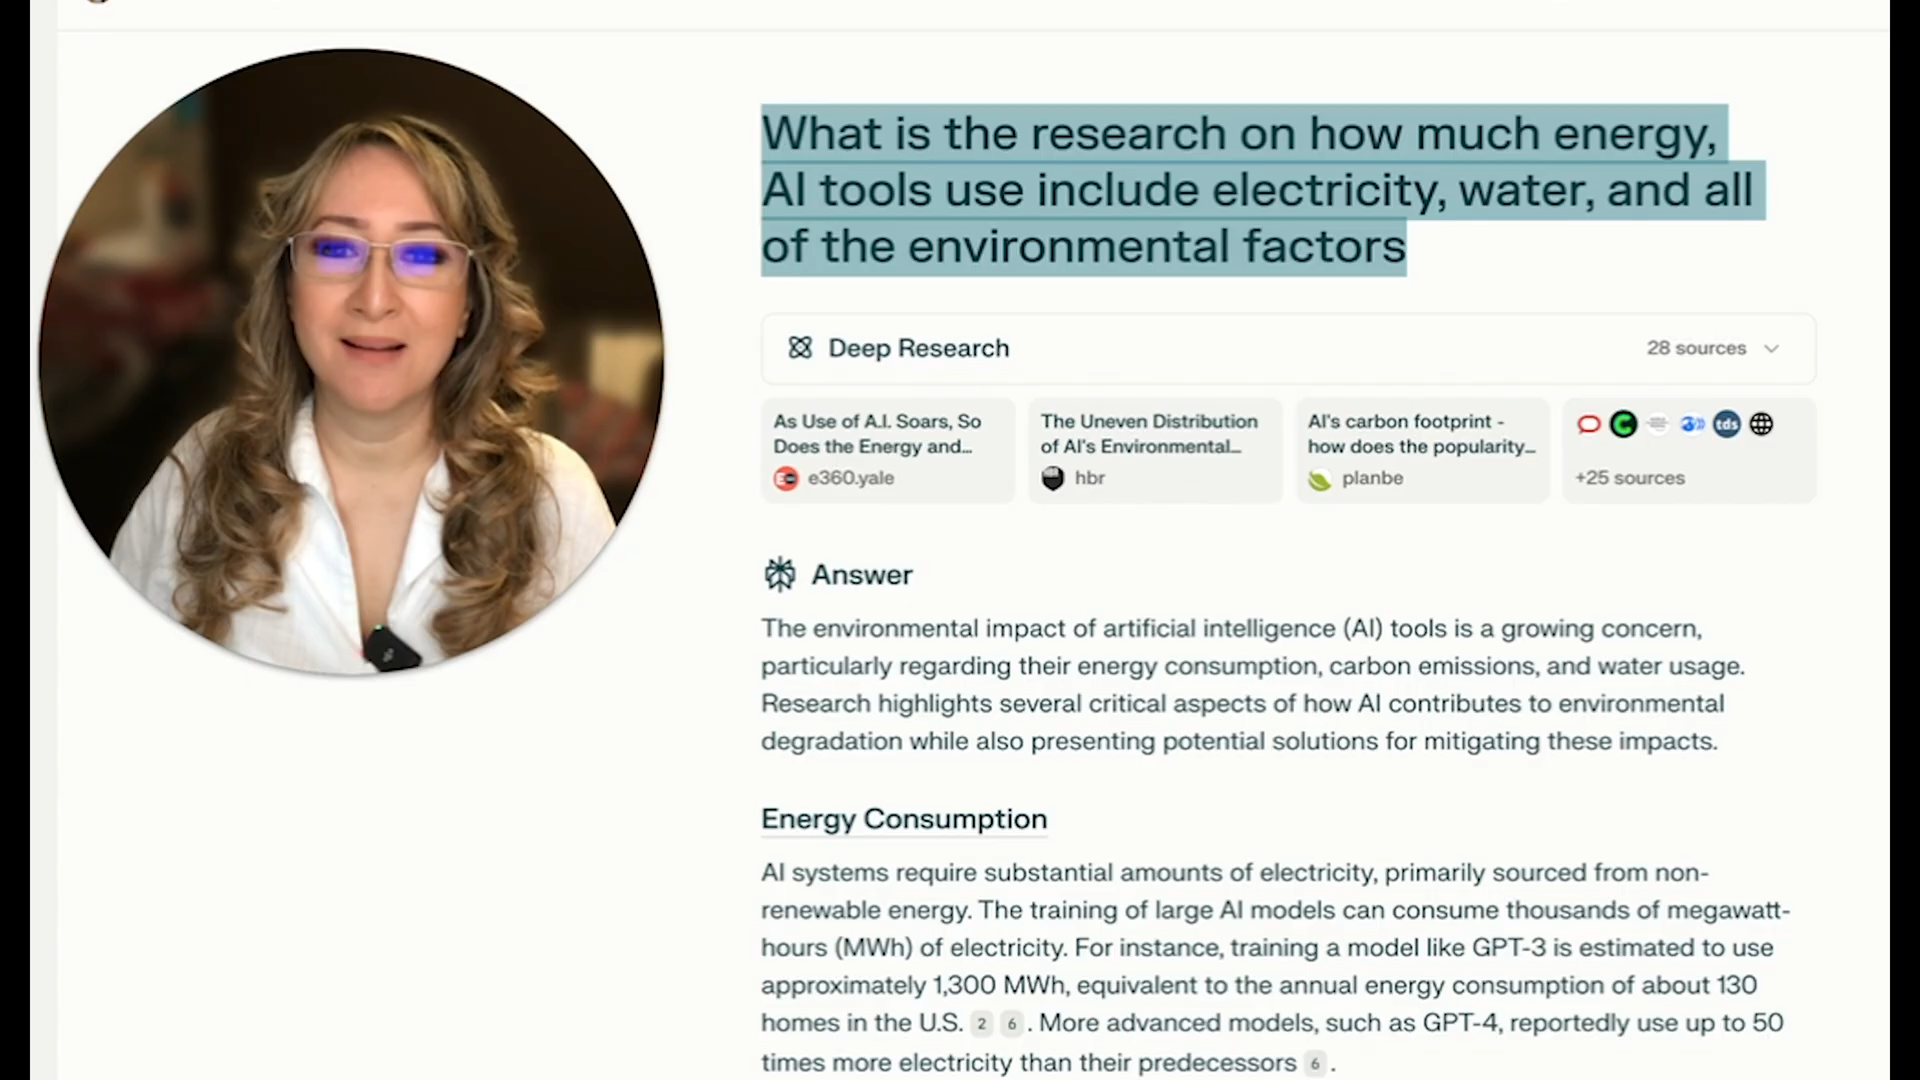 What is the research on how much energy,
AI tools use include electricity, water, and all
of the environmental factors
Deep Research
28 sources
As Use of A.I. Soars, So
Does the Energy and...
e360.yale
The Uneven Distribution
of AI's Environmental...
hbr
AI's carbon footprint -
how does the popularity...
planbe
tds
+25 sources
Answer
The environmental impact of artificial intelligence (AI) tools is a growing concern,
particularly regarding their energy consumption, carbon emissions, and water usage.
Research highlights several critical aspects of how AI contributes to environmental
degradation while also presenting potential solutions for mitigating these impacts.
Energy Consumption
AI systems require substantial amounts of electricity, primarily sourced from non-
renewable energy. The training of large AI models can consume thousands of megawatt-
hours (MWh) of electricity. For instance, training a model like GPT-3 is estimated to use
approximately 1,300 MWh, equivalent to the annual energy consumption of about 130
homes in the U.S. 2 6 . More advanced models, such as GPT-4, reportedly use up to 50
times more electricity than their predecessors 6 .